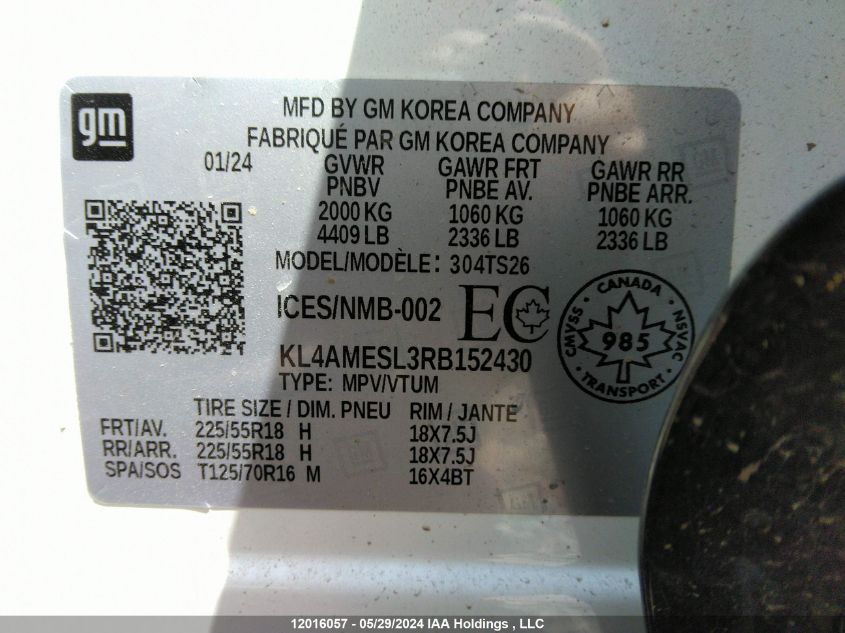 gm
MFD BY GM KOREA COMPANY
FABRIQUÉ PAR GM KOREA COMPANY
01/24 GVWR GAWR FRT GAWR RR
PNBV PNBE AV. PNBE ARR.
2000 KG 1060 KG 1060 KG
4409 LB 2336 LB 2336 LB
MODEL/MODÈLE: 304TS26
ICES/NMB-002 EC
CANADA
CMVSS 985 NSVAC
TRANSPORT
KL4AMESL3RB152430
TYPE: MPV/VTUM
TIRE SIZE / DIM. PNEU RIM / JANTE
FRT/AV. 225/55R18 H 18X7.5J
RR/ARR. 225/55R18 H 18X7.5J
SPA/SOS T125/70R16 M 16X4BT
12016057 - 05/29/2024 IAA Holdings , LLC